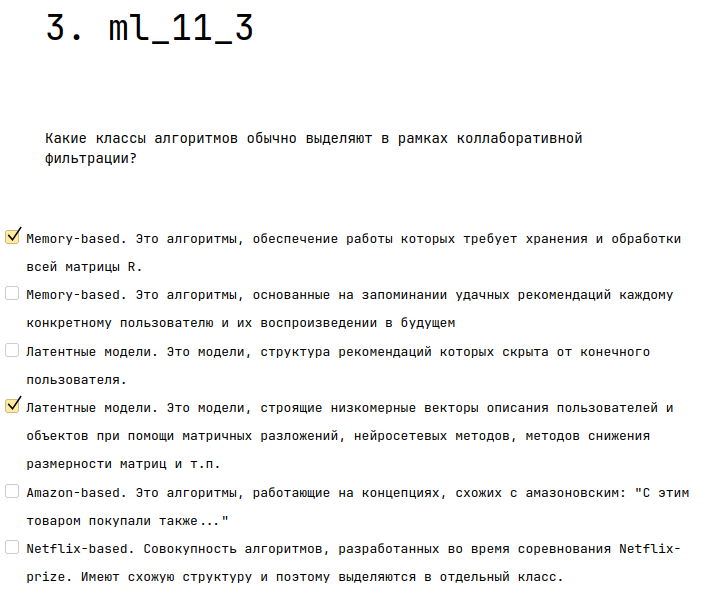 3. ml_11_3
Какие классы алгоритмов обычно выделяют в рамках коллаборативной
фильтрации?
Memory-based. Это алгоритмы, обеспечение работы которых требует хранения и обработки
всей матрицы R.
Memory-based. Это алгоритмы, основанные на запоминании удачных рекомендаций каждому
конкретному пользователю и их воспроизведении в будущем
Латентные модели. Это модели, структура рекомендаций которых скрыта от конечного
пользователя.
Латентные модели. Это модели, строящие низкомерные векторы описания пользователей и
объектов при помощи матричных разложений, нейросетевых методов, методов снижения
размерности матриц и т.п.
Amazon-based. Это алгоритмы, работающие на концепциях, схожих с амазоновским: "С этим
товаром покупали также..."
Netflix-based. Совокупность алгоритмов, разработанных во время соревнования Netflix-
prize. Имеют схожую структуру и поэтому выделяются в отдельный класс.